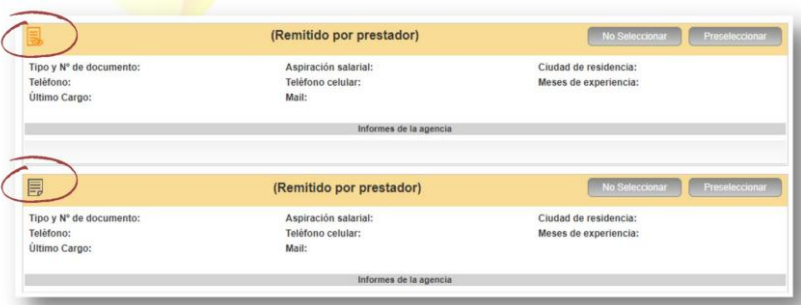 (Remitido por prestador) No Seleccionar Preseleccionar
Tipo y Nº de documento: Aspiración salarial: Ciudad de residencia:
Teléfono: Teléfono celular: Meses de experiencia:
Último Cargo: Mail:
Informes de la agencia
(Remitido por prestador) No Seleccionar Preseleccionar
Tipo y Nº de documento: Aspiración salarial: Ciudad de residencia:
Teléfono: Teléfono celular: Meses de experiencia:
Último Cargo: Mail:
Informes de la agencia